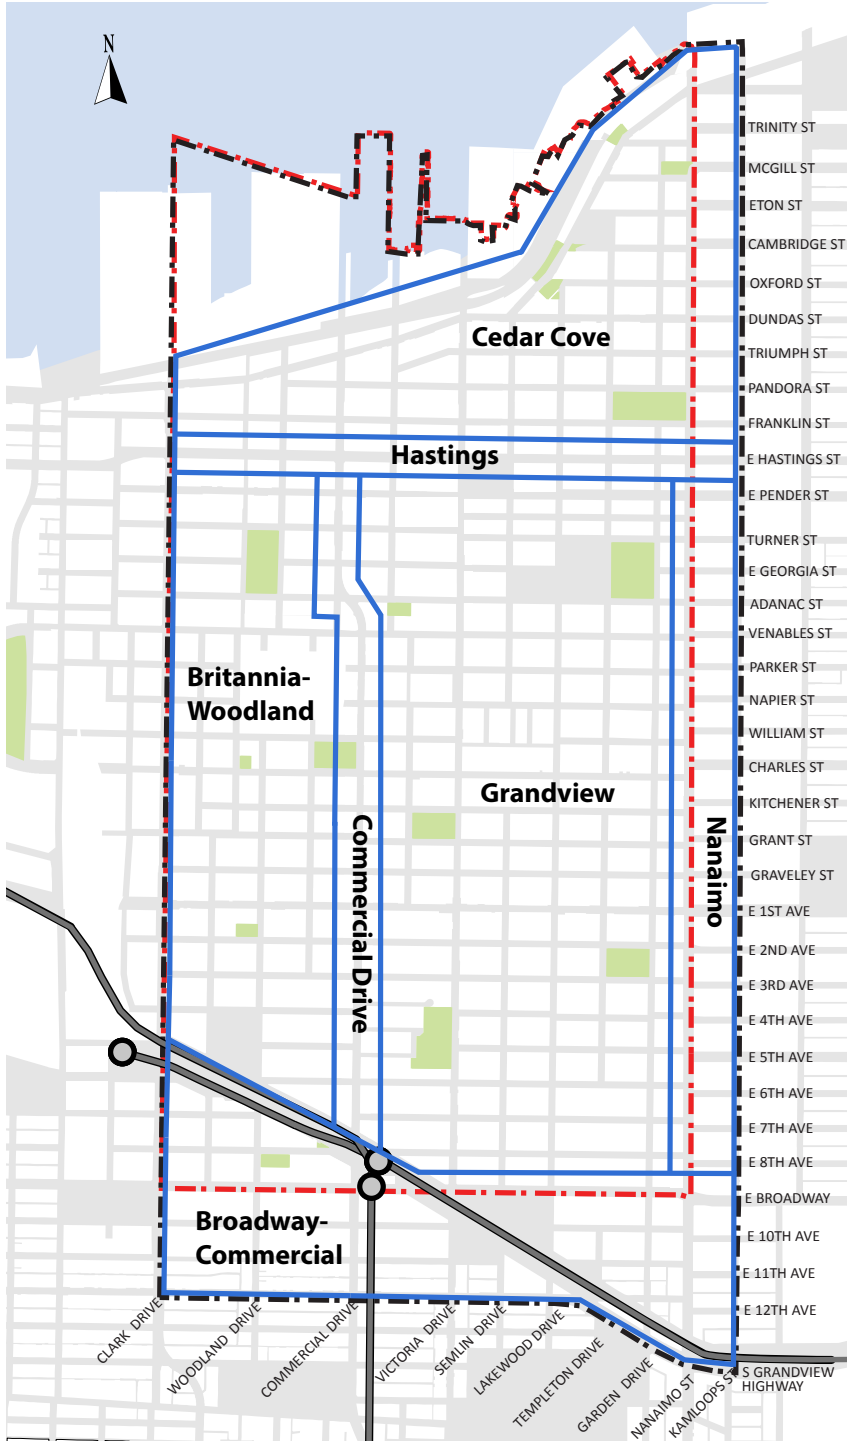 N
TRINITY ST
MCGILL ST
ETON ST
CAMBRIDGE ST
OXFORD ST
DUNDAS ST
Cedar Cove
TRIUMPH ST
PANDORA ST
FRANKLIN ST
Hastings
E HASTINGS ST
E PENDER ST
TURNER ST
E GEORGIA ST
ADANAC ST
VENABLES ST
Britannia-
Woodland
PARKER ST
NAPIER ST
WILLIAM ST
CHARLES ST
Grandview
KITCHENER ST
Commercial Drive
Nanaimo
GRANT ST
GRAVELEY ST
E 1ST AVE
E 2ND AVE
E 3RD AVE
E 4TH AVE
E 5TH AVE
E 6TH AVE
E 7TH AVE
E 8TH AVE
E BROADWAY
Broadway-
Commercial
E 10TH AVE
E 11TH AVE
E 12TH AVE
CLARK DRIVE
WOODLAND DRIVE
COMMERCIAL DRIVE
VICTORIA DRIVE
SEMLIN DRIVE
LAKEWOOD DRIVE
TEMPLETON DRIVE
GARDEN DRIVE
NANAIMO ST
KAMLOOPS ST
S GRANDVIEW
HIGHWAY